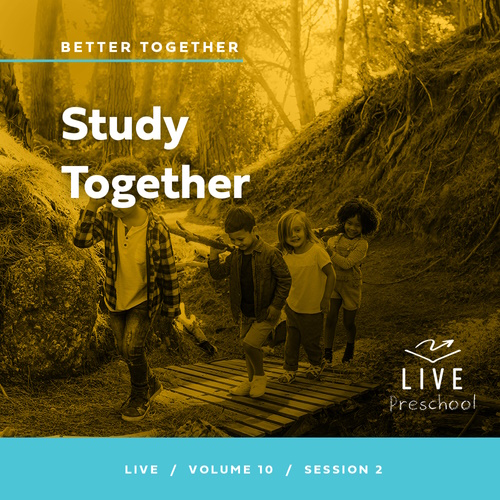 BETTER TOGETHER
Study
Together
LIVE
Preschool
LIVE / VOLUME 10 / SESSION 2